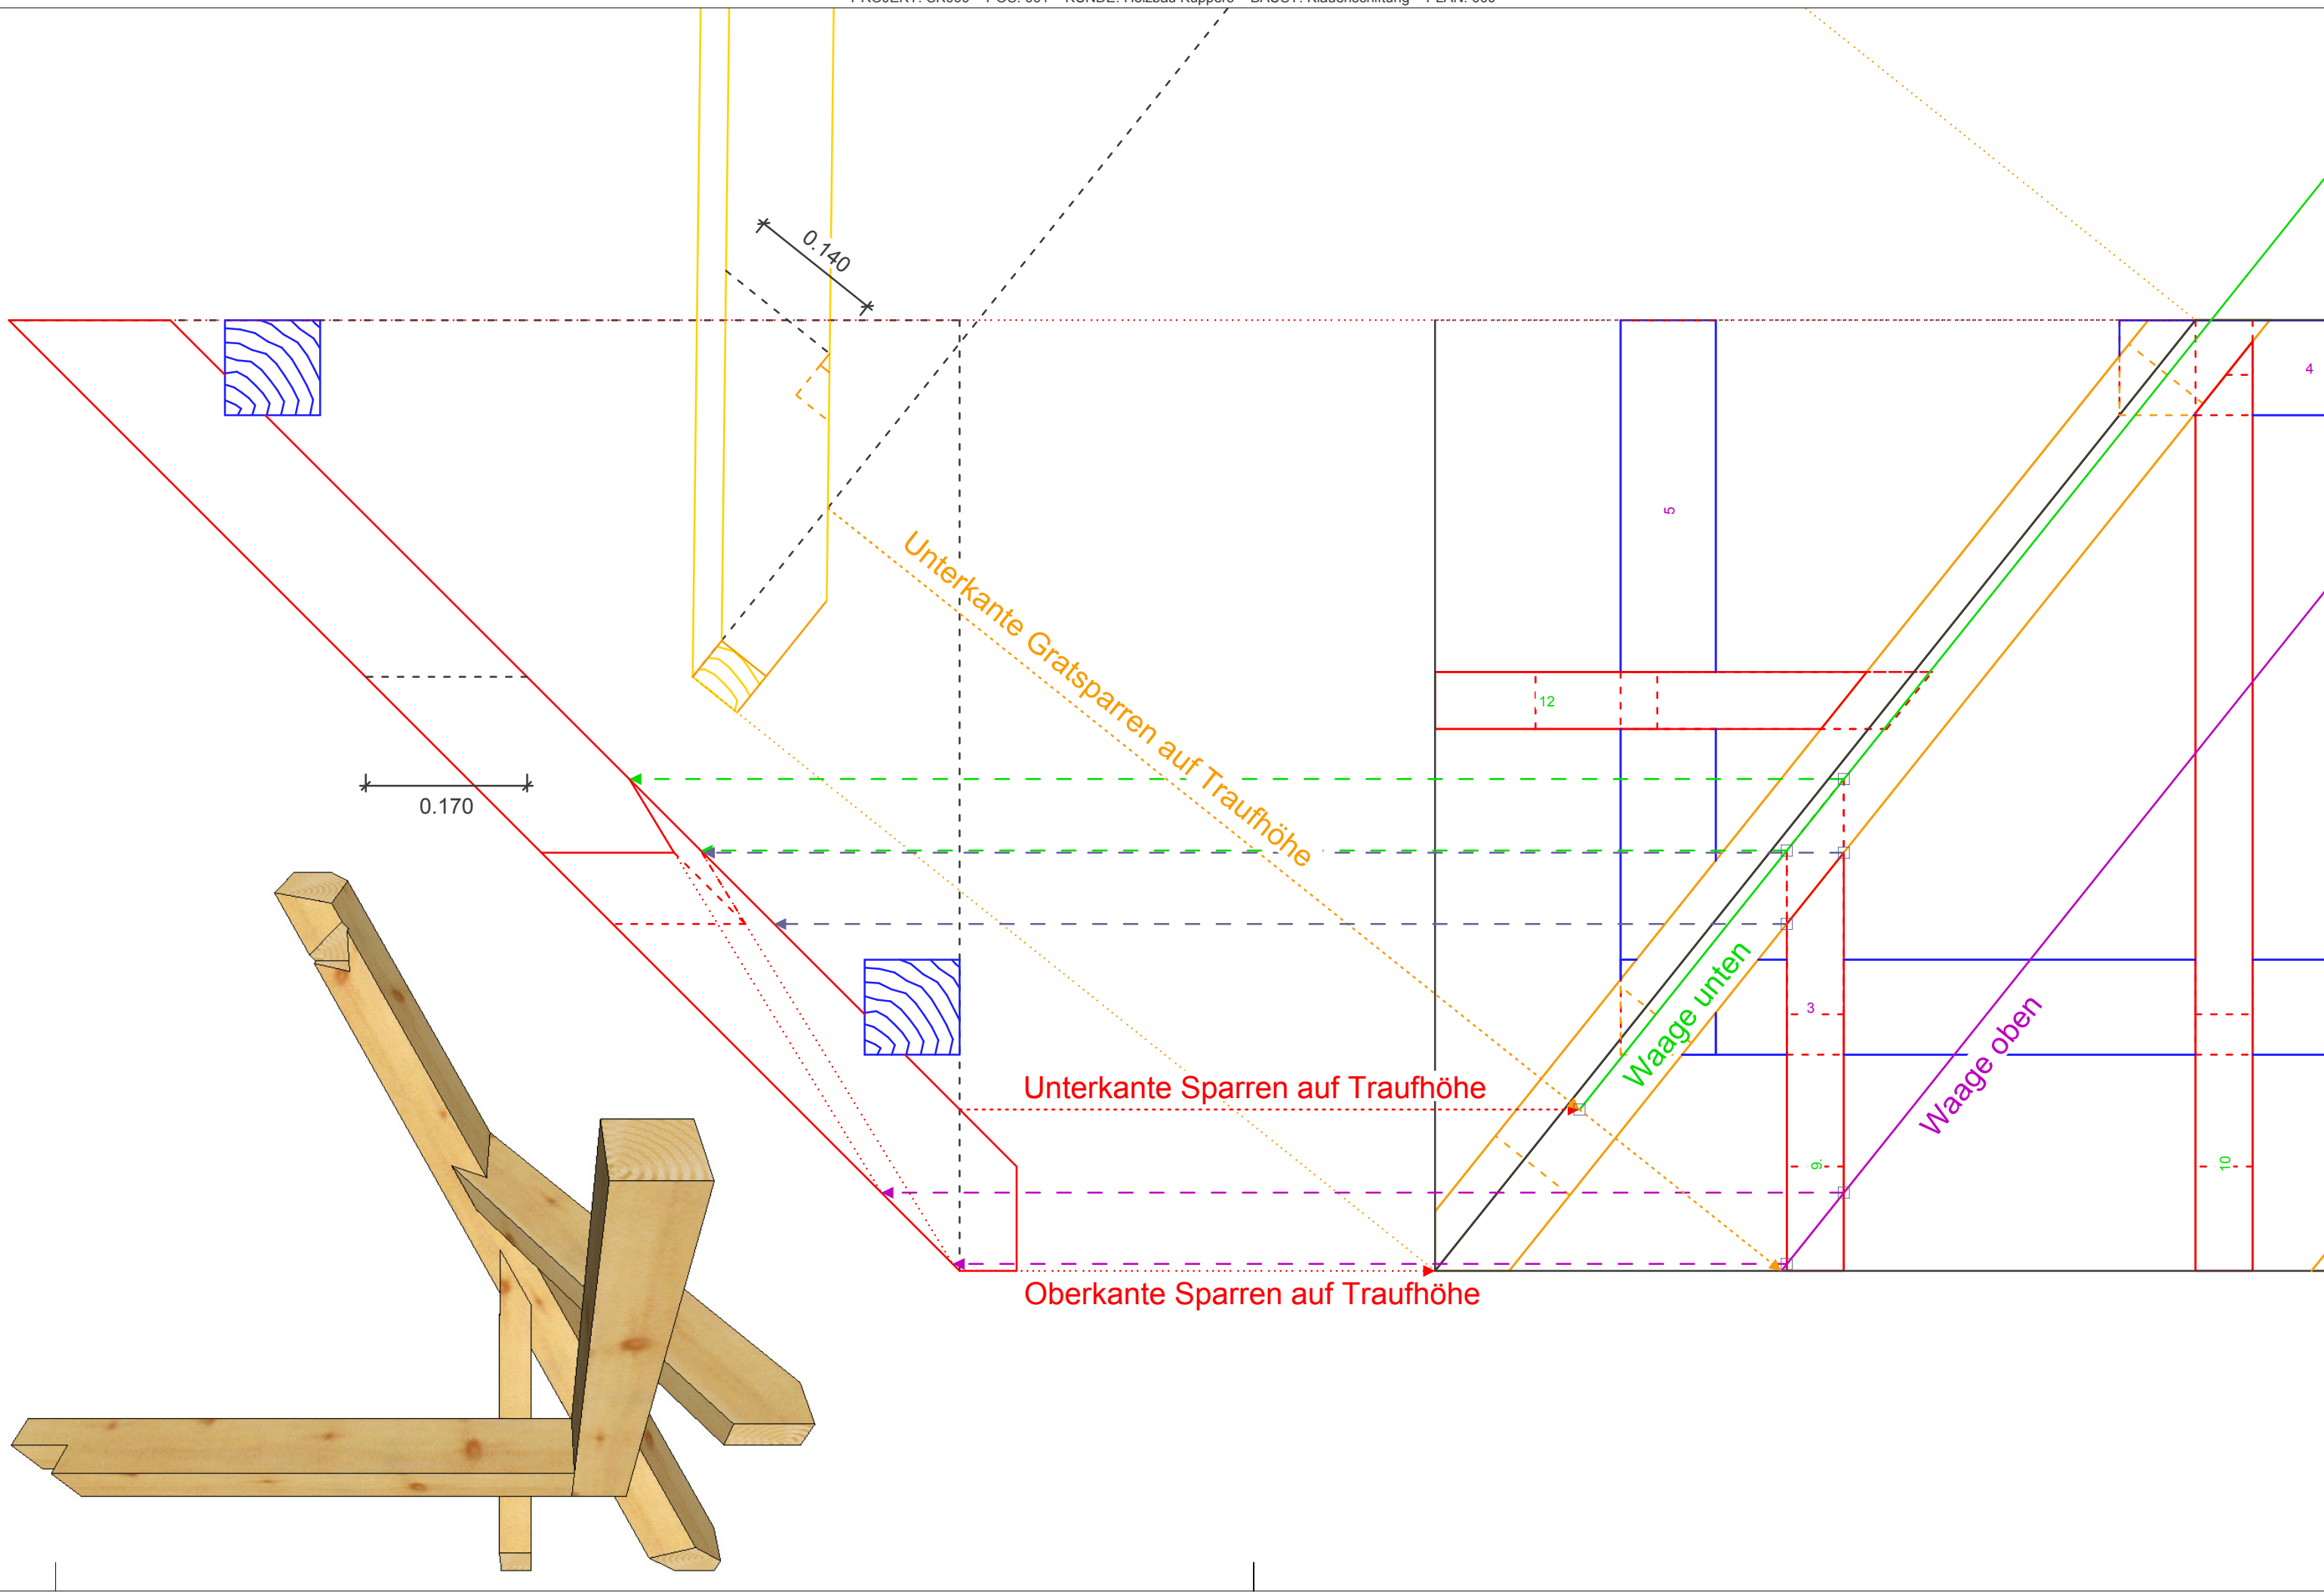 0.140
4
5
Unterkante Gratsparren auf Traufhöhe
12
0.170
Waage unten
3
Waage oben
Unterkante Sparren auf Traufhöhe
9
10
Oberkante Sparren auf Traufhöhe